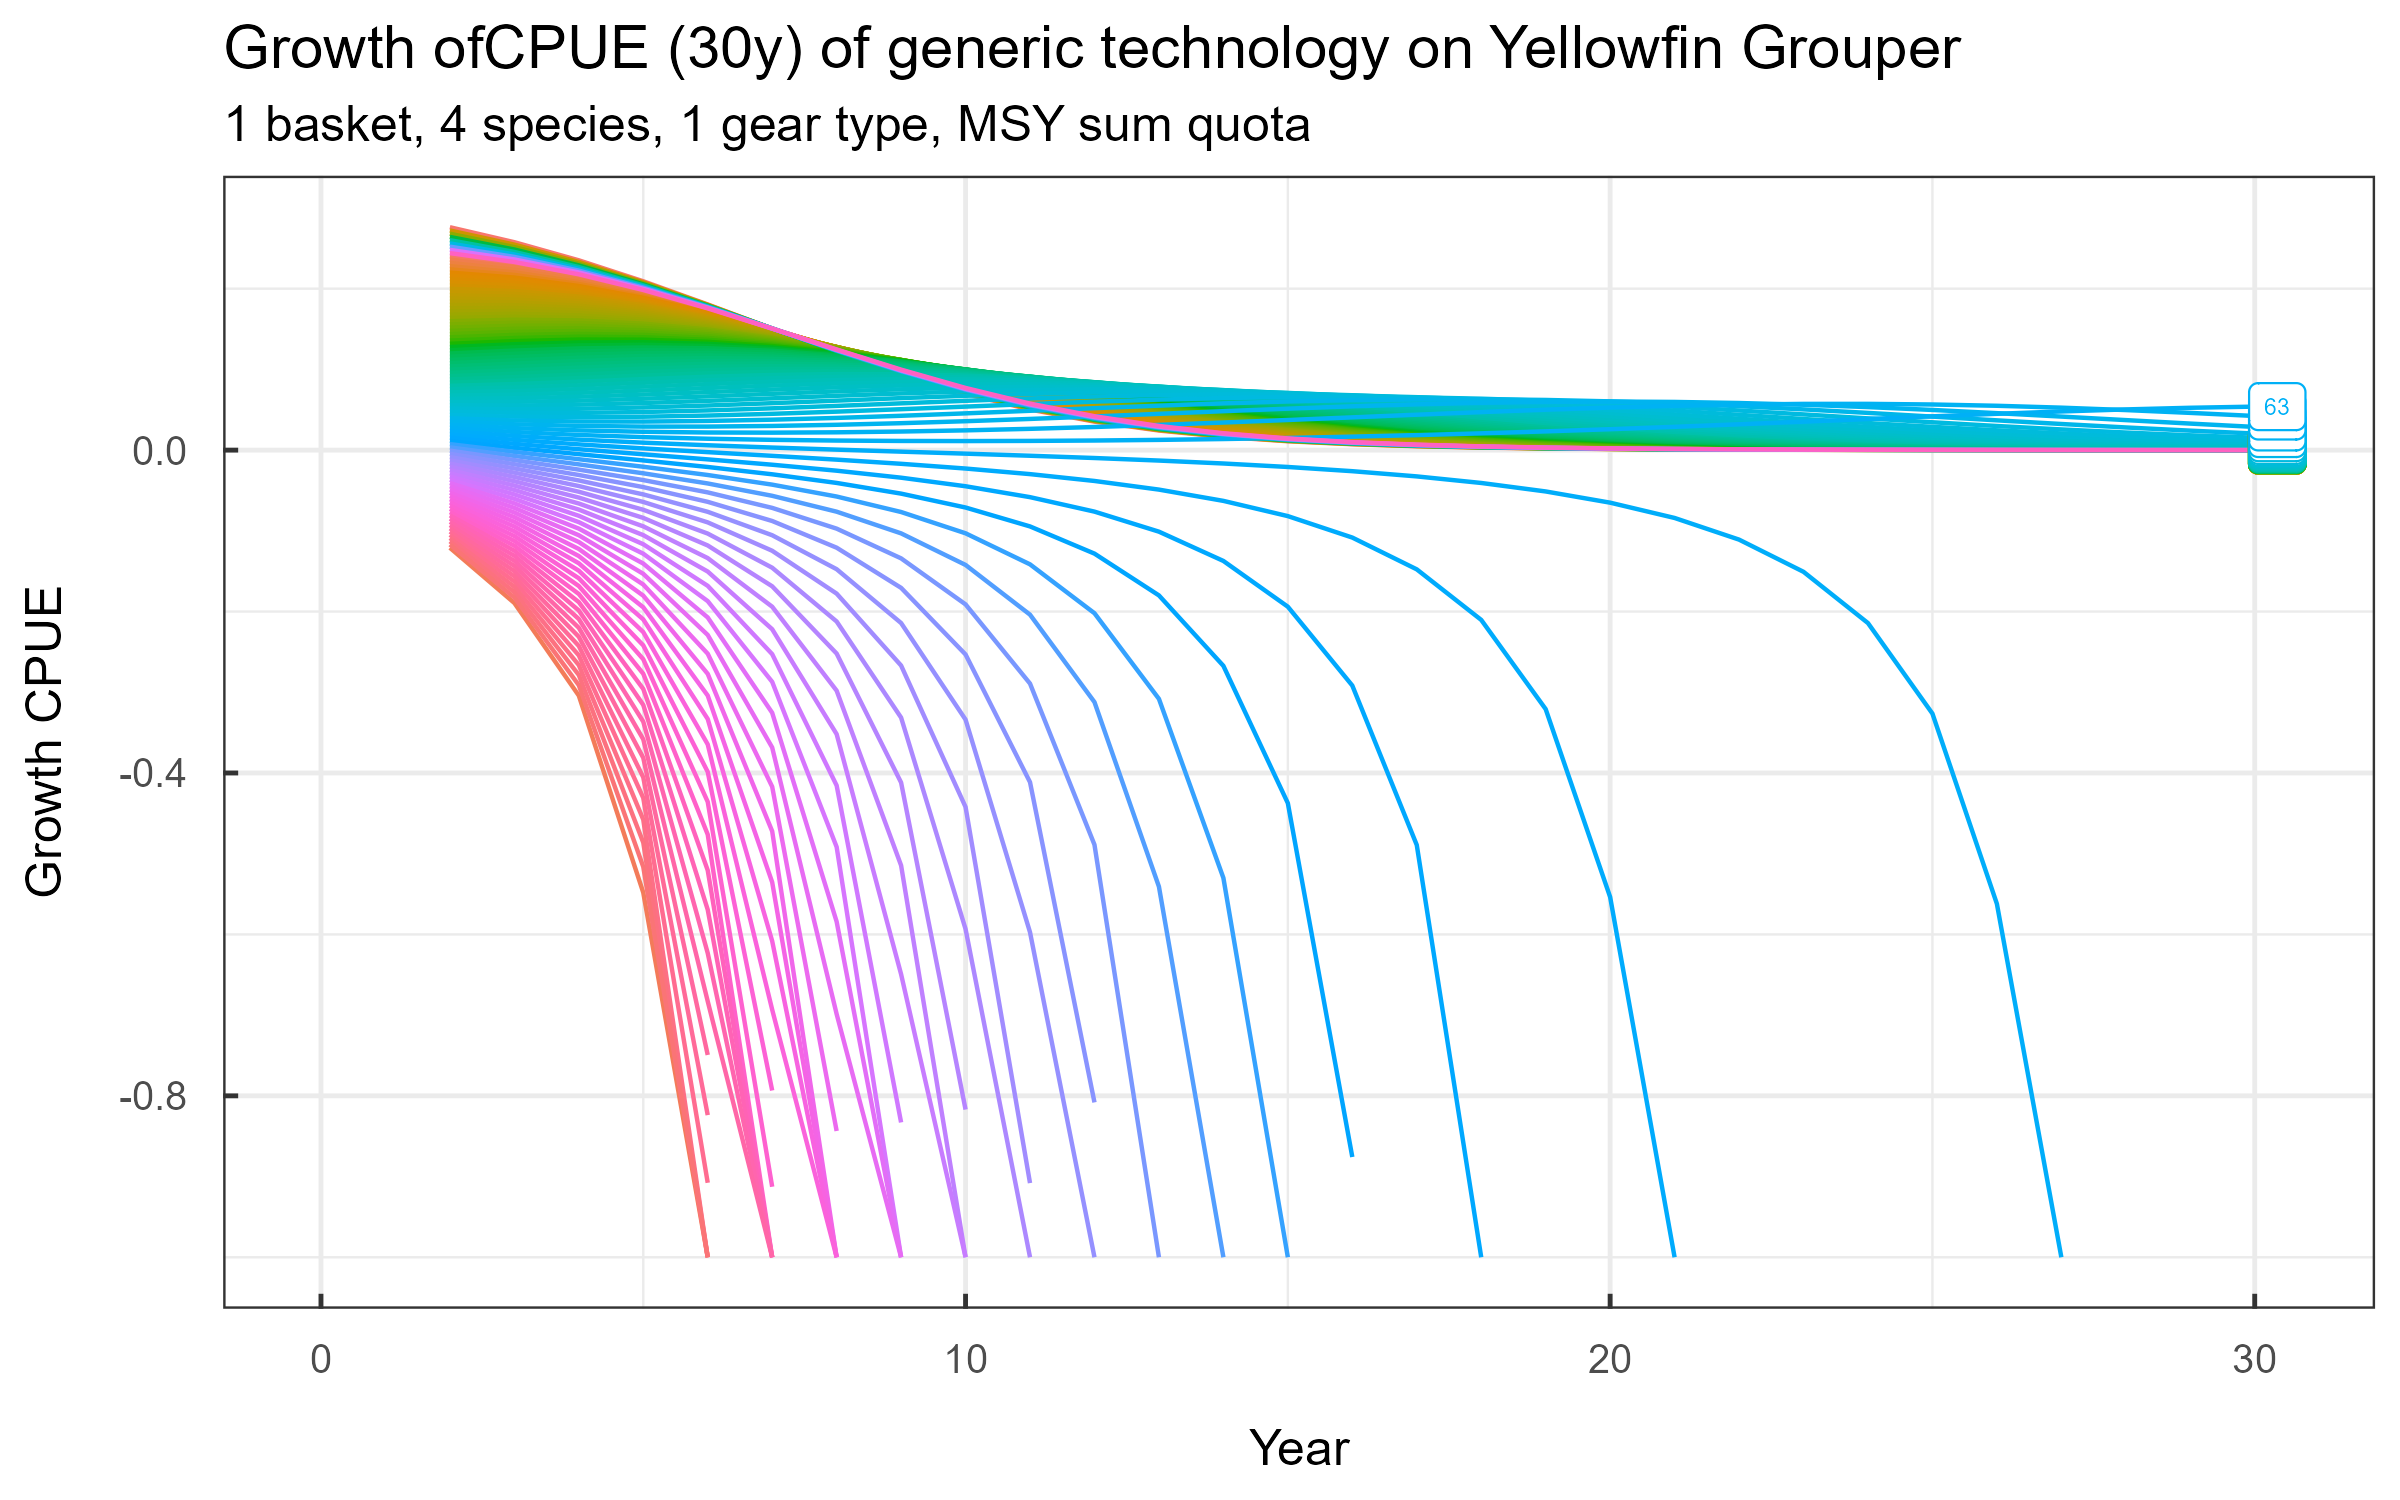 Growth ofCPUE (30y) of generic technology on Yellowfin Grouper
1 basket, 4 species, 1 gear type, MSY sum quota
Growth CPUE
0.0
-0.4
-0.8
63
0
10
20
30
Year